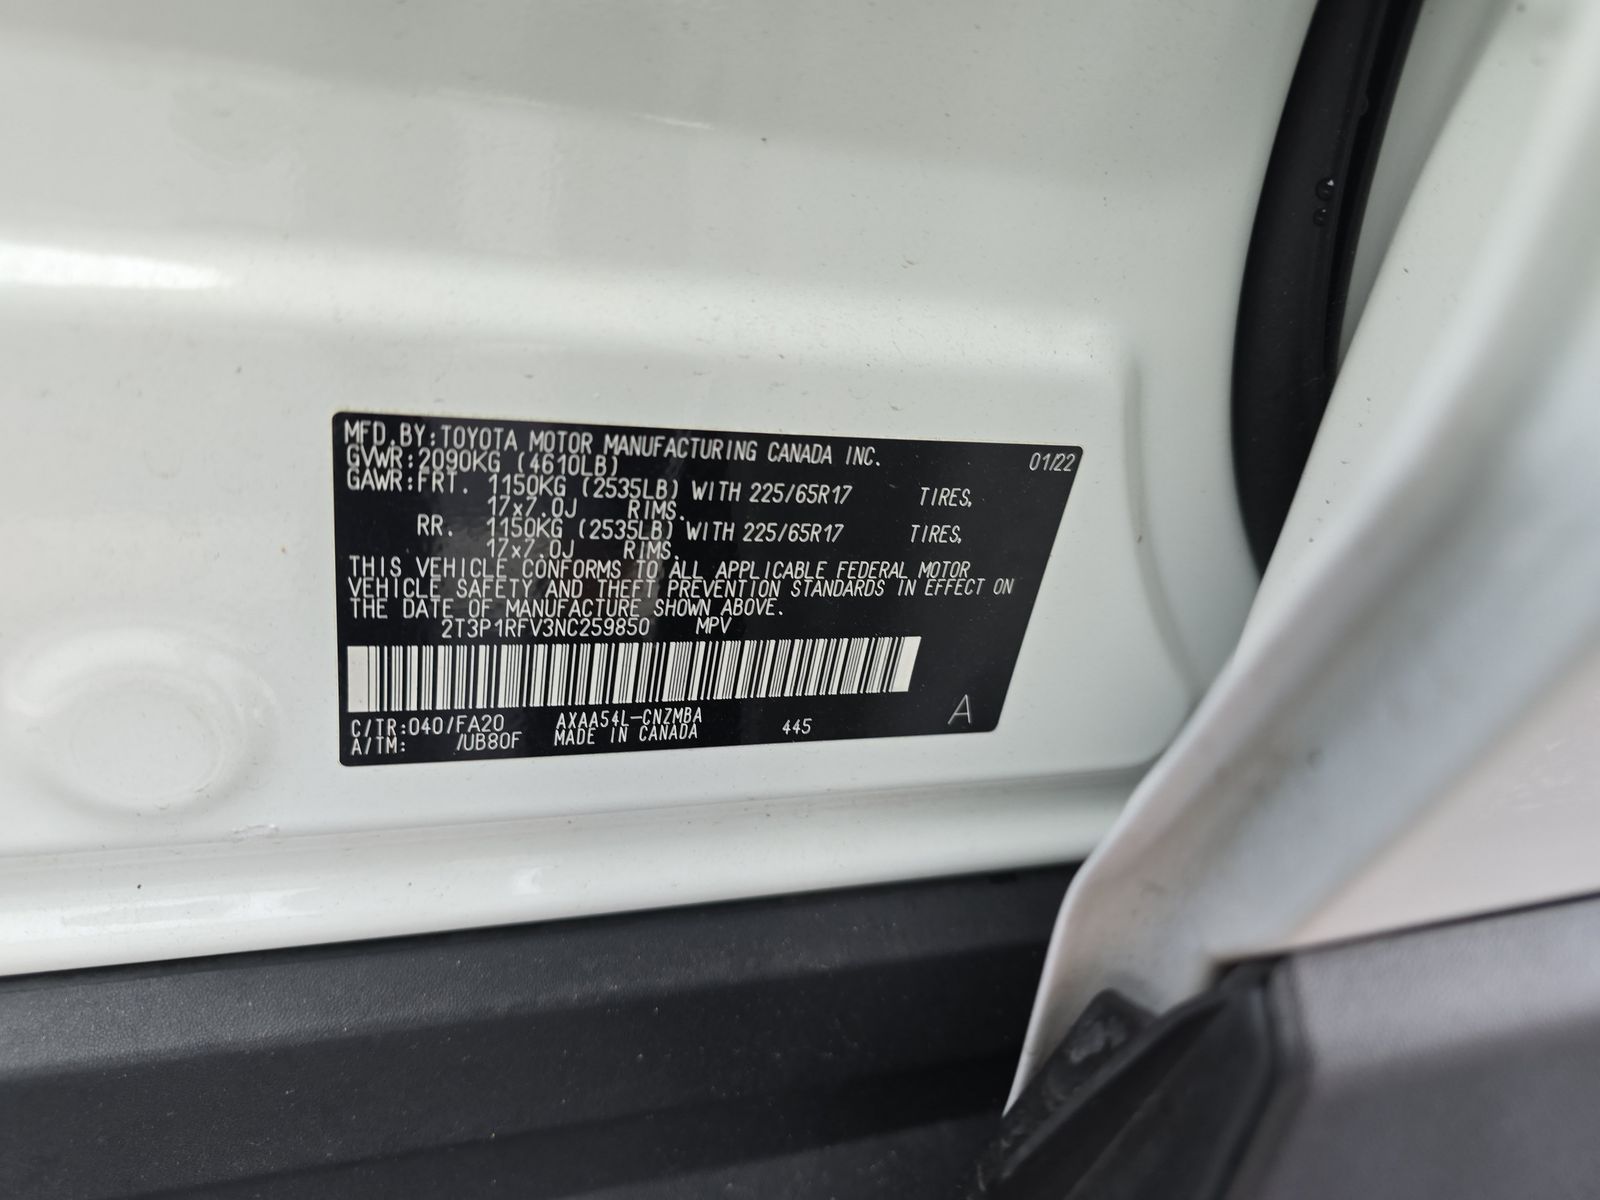 MFD.BY:TOYOTA MOTOR MANUFACTURING CANADA INC.
GVWR:2090KG (4610LB) 01/22
GAWR:FRT. 1150KG (2535LB) WITH 225/65R17 TIRES,
17x7.0J RIMS.
RR. 1150KG (2535LB) WITH 225/65R17 TIRES,
17x7.0J RIMS.
THIS VEHICLE CONFORMS TO ALL APPLICABLE FEDERAL MOTOR
VEHICLE SAFETY AND THEFT PREVENTION STANDARDS IN EFFECT ON
THE DATE OF MANUFACTURE SHOWN ABOVE.
2T3P1RFV3NC259850 MPV
C/TR:040/FA20 AXAA54L-CNZMBA 445 A
A/TM: /UB80F MADE IN CANADA